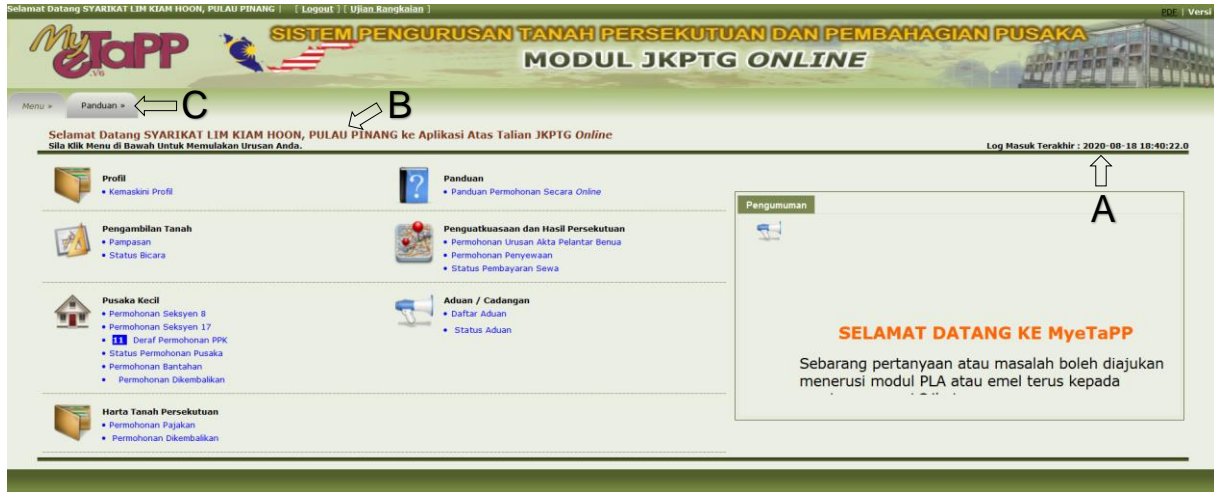 Selamat Datang SYARIKAT LIM KIAM HOON, PULAU PINANG | [ Logout ] [ Ujian Rangkaian ]
PDF | Versi
MyeTaPP
.V6
SISTEM PENGURUSAN TANAH PERSEKUTUAN DAN PEMBAHAGIAN PUSAKA
MODUL JKPTG ONLINE
Menu »
Panduan »
C
B
Selamat Datang SYARIKAT LIM KIAM HOON, PULAU PINANG ke Aplikasi Atas Talian JKPTG Online
Sila Klik Menu di Bawah Untuk Memulakan Urusan Anda.
Log Masuk Terakhir : 2020-08-18 18:40:22.0
A
Profil
• Kemaskini Profil
Panduan
• Panduan Permohonan Secara Online
Pengambilan Tanah
• Pampasan
• Status Bicara
Penguatkuasaan dan Hasil Persekutuan
• Permohonan Urusan Akta Pelantar Benua
• Permohonan Penyewaan
• Status Pembayaran Sewa
Pusaka Kecil
• Permohonan Seksyen 8
• Permohonan Seksyen 17
• 11 Deraf Permohonan PPK
• Status Permohonan Pusaka
• Permohonan Bantahan
• Permohonan Dikembalikan
Aduan / Cadangan
• Daftar Aduan
• Status Aduan
Harta Tanah Persekutuan
• Permohonan Pajakan
• Permohonan Dikembalikan
Pengumuman
SELAMAT DATANG KE MyeTaPP
Sebarang pertanyaan atau masalah boleh diajukan
menerusi modul PLA atau emel terus kepada